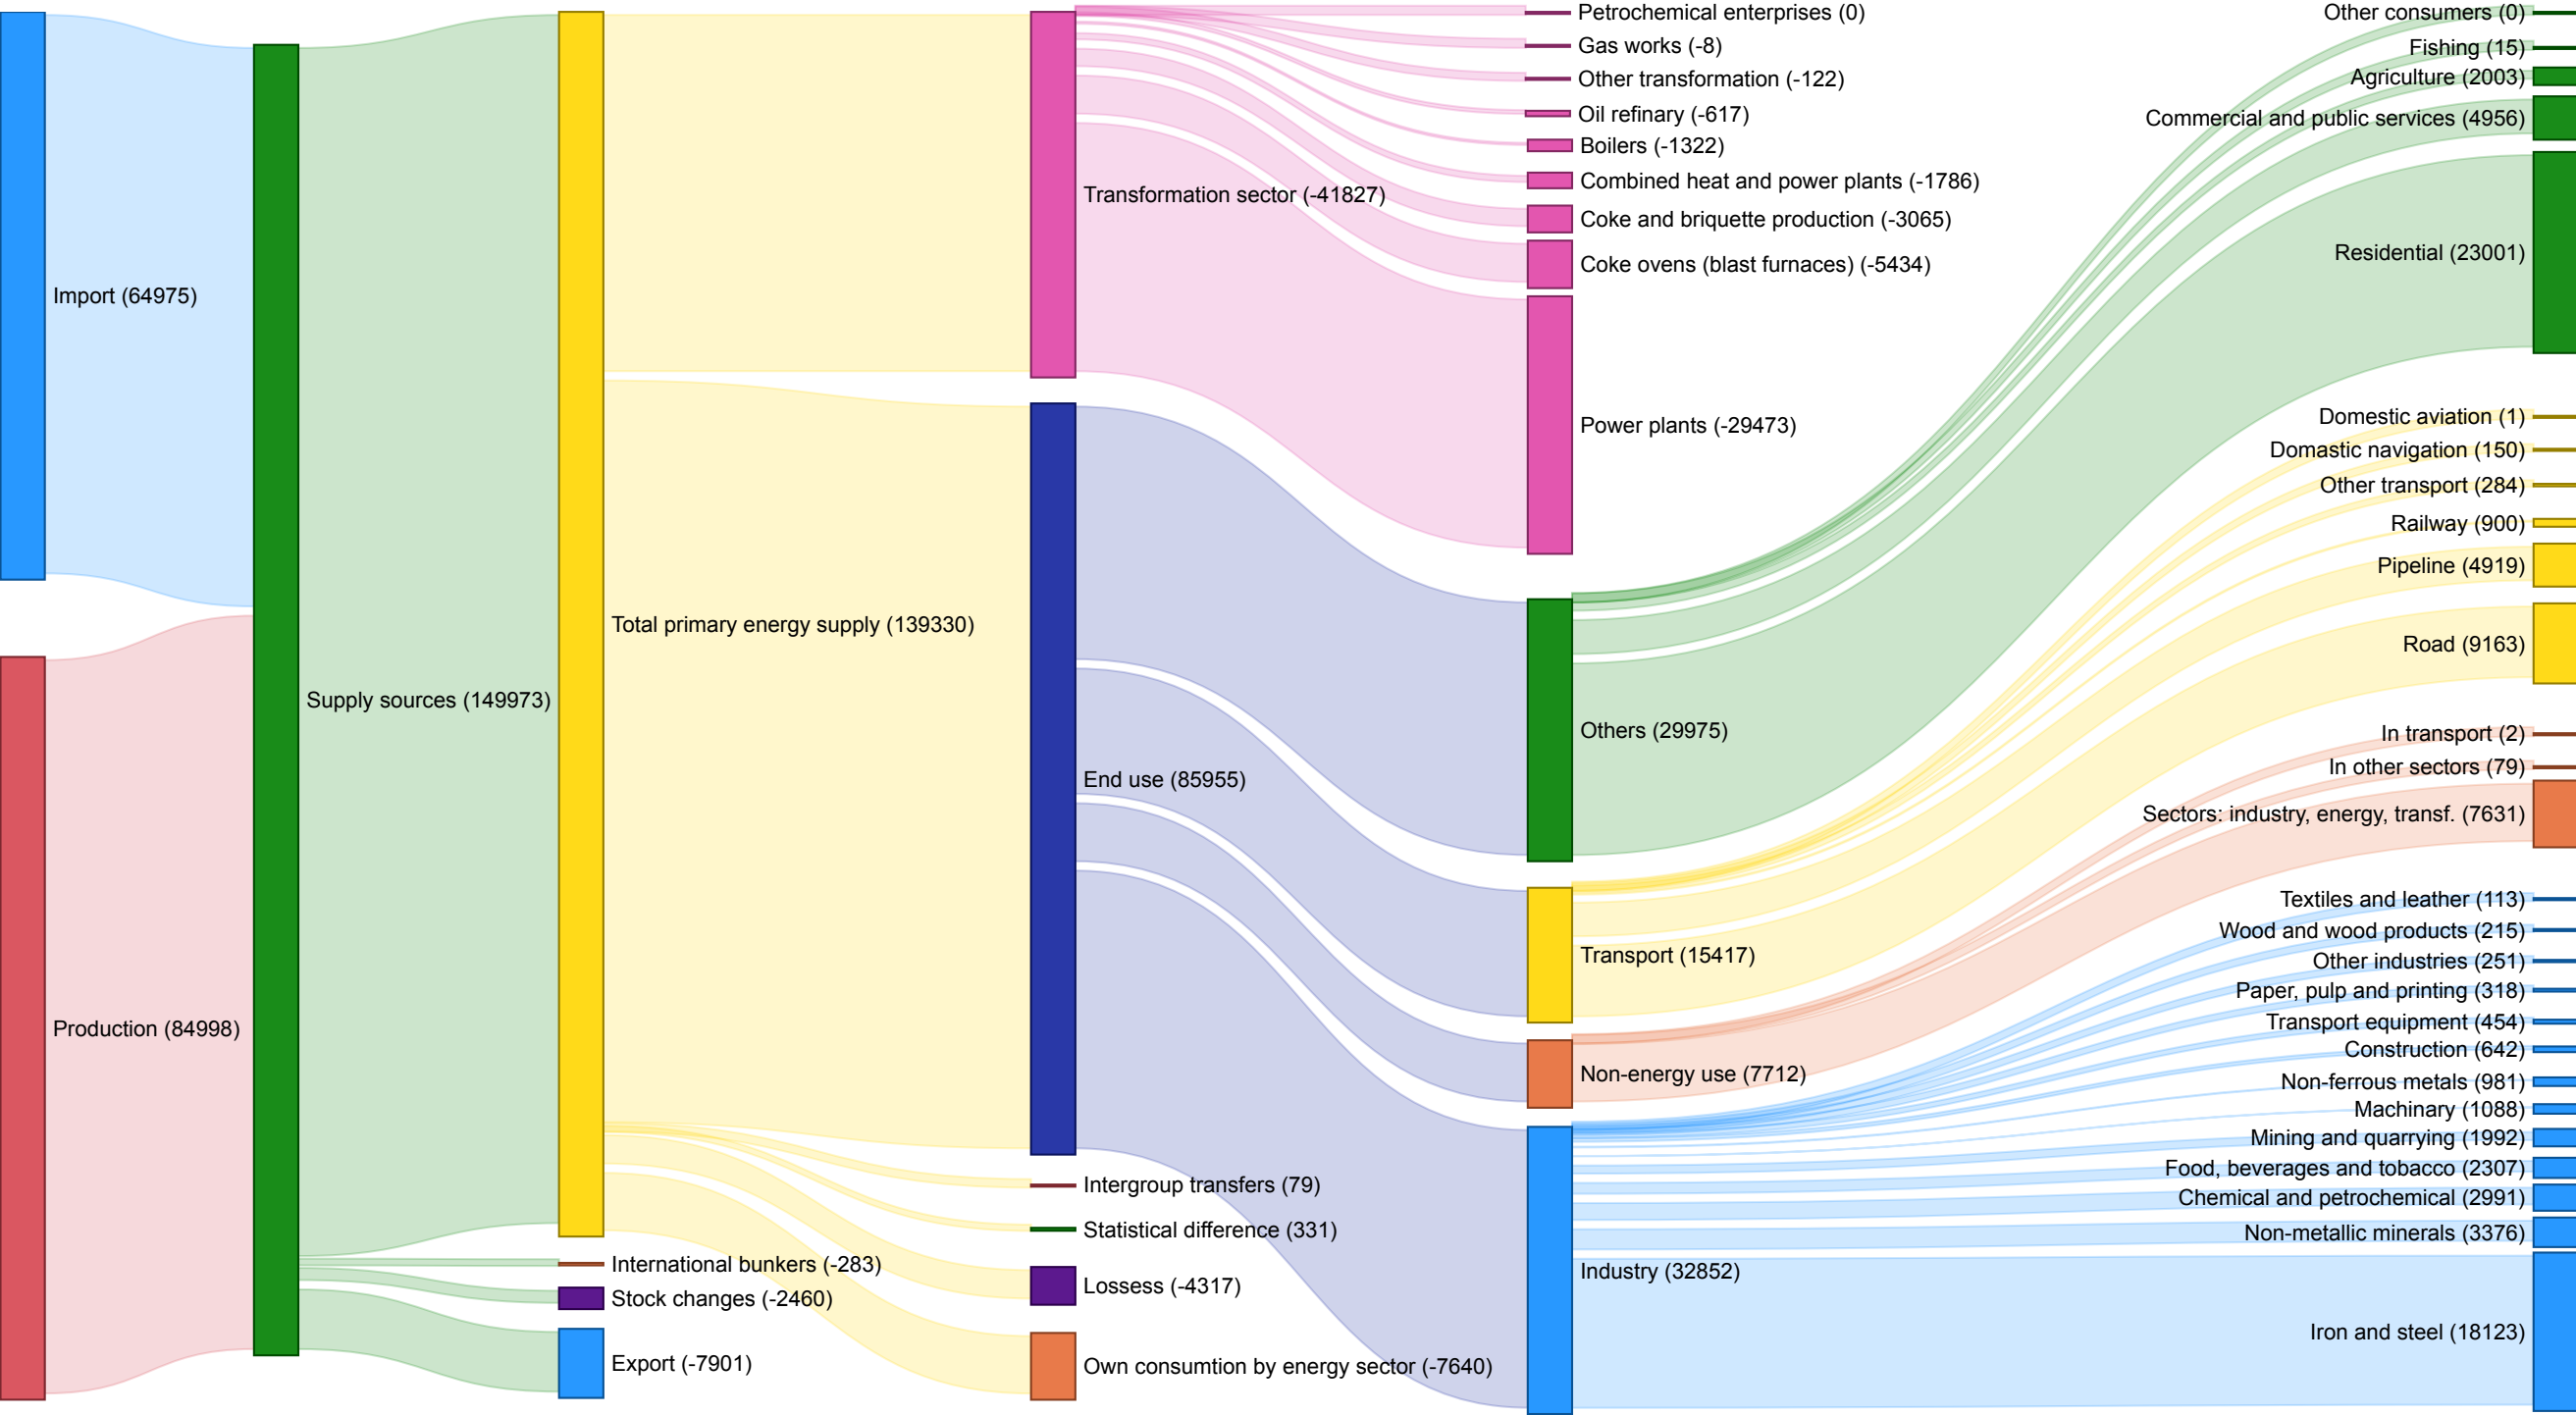 Import (64975)
Production (84998)
Supply sources (149973)
Total primary energy supply (139330)
International bunkers (-283)
Stock changes (-2460)
Export (-7901)
Transformation sector (-41827)
End use (85955)
Intergroup transfers (79)
Statistical difference (331)
Lossess (-4317)
Own consumtion by energy sector (-7640)
Petrochemical enterprises (0)
Gas works (-8)
Other transformation (-122)
Oil refinary (-617)
Boilers (-1322)
Combined heat and power plants (-1786)
Coke and briquette production (-3065)
Coke ovens (blast furnaces) (-5434)
Power plants (-29473)
Others (29975)
Transport (15417)
Non-energy use (7712)
Industry (32852)
Other consumers (0)
Fishing (15)
Agriculture (2003)
Commercial and public services (4956)
Residential (23001)
Domestic aviation (1)
Domastic navigation (150)
Other transport (284)
Railway (900)
Pipeline (4919)
Road (9163)
In transport (2)
In other sectors (79)
Sectors: industry, energy, transf. (7631)
Textiles and leather (113)
Wood and wood products (215)
Other industries (251)
Paper, pulp and printing (318)
Transport equipment (454)
Construction (642)
Non-ferrous metals (981)
Machinary (1088)
Mining and quarrying (1992)
Food, beverages and tobacco (2307)
Chemical and petrochemical (2991)
Non-metallic minerals (3376)
Iron and steel (18123)